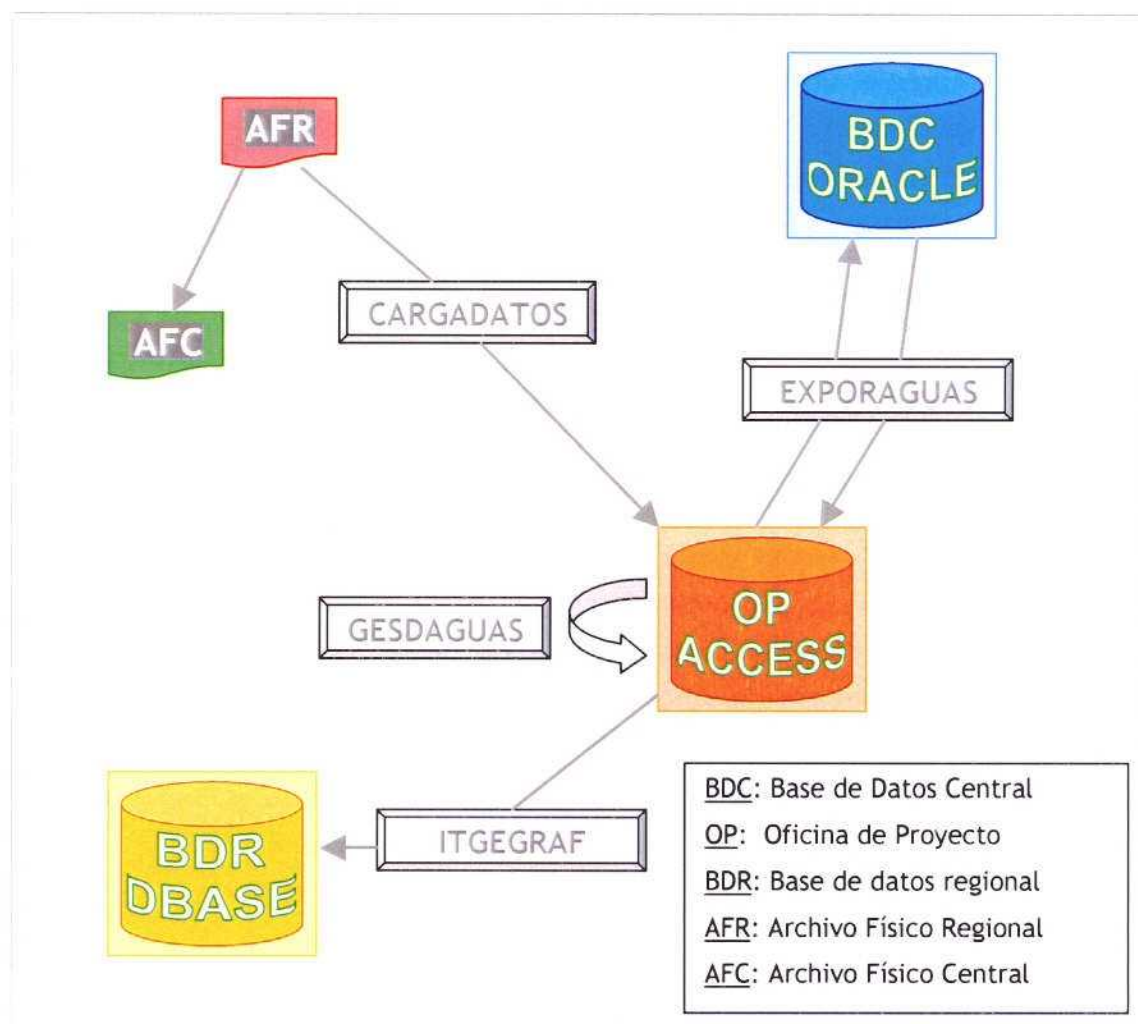 AFR
BDC
ORACLE
CARGADATOS
AFC
EXPORAGUAS
GESDAGUAS
OP
ACCESS
BDR
DBASE
ITGEGRAF
BDC: Base de Datos Central
OP: Oficina de Proyecto
BDR: Base de datos regional
AFR: Archivo Físico Regional
AFC: Archivo Físico Central